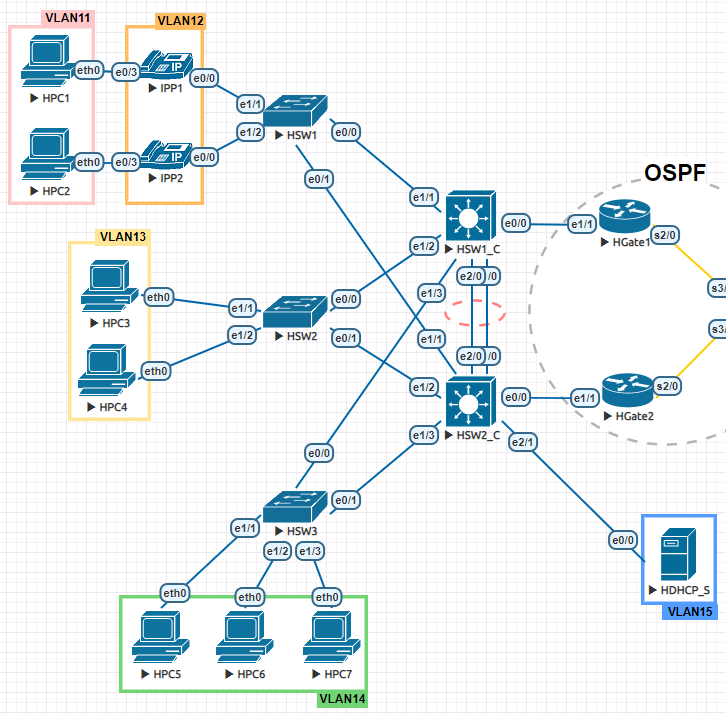 VLAN11
VLAN12
eth0
e0/3
IP
e0/0
HPC1
IPP1
e1/1
HSW1
e0/0
e1/2
eth0
e0/3
IP
e0/0
HPC2
IPP2
e0/1
OSPF
e1/1
HSW1_C
e0/0
e1/1
HGate1
s2/0
VLAN13
e1/2
e2/0
/0
s3/
HPC3
eth0
e1/1
HSW2
e0/0
e1/3
HPC4
eth0
e1/2
e0/1
e1/1
e2/0
/0
s3/
e1/2
HSW2_C
e0/0
e1/1
HGate2
s2/0
e1/3
e2/1
e0/0
HSW3
e0/1
e1/1
e1/2
e1/3
e0/0
HDHCP_S
VLAN15
eth0
eth0
eth0
HPC5
HPC6
HPC7
VLAN14